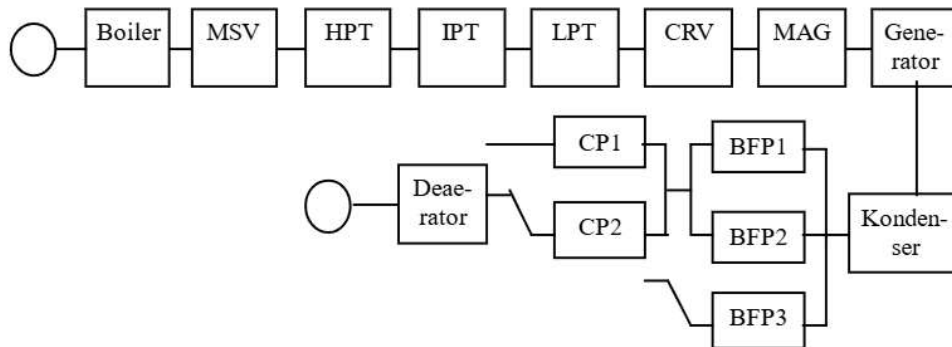 Boiler
MSV
HPT
IPT
LPT
CRV
MAG
Gene-
rator
CP1
BFP1
Deae-
rator
CP2
BFP2
Konden-
ser
BFP3